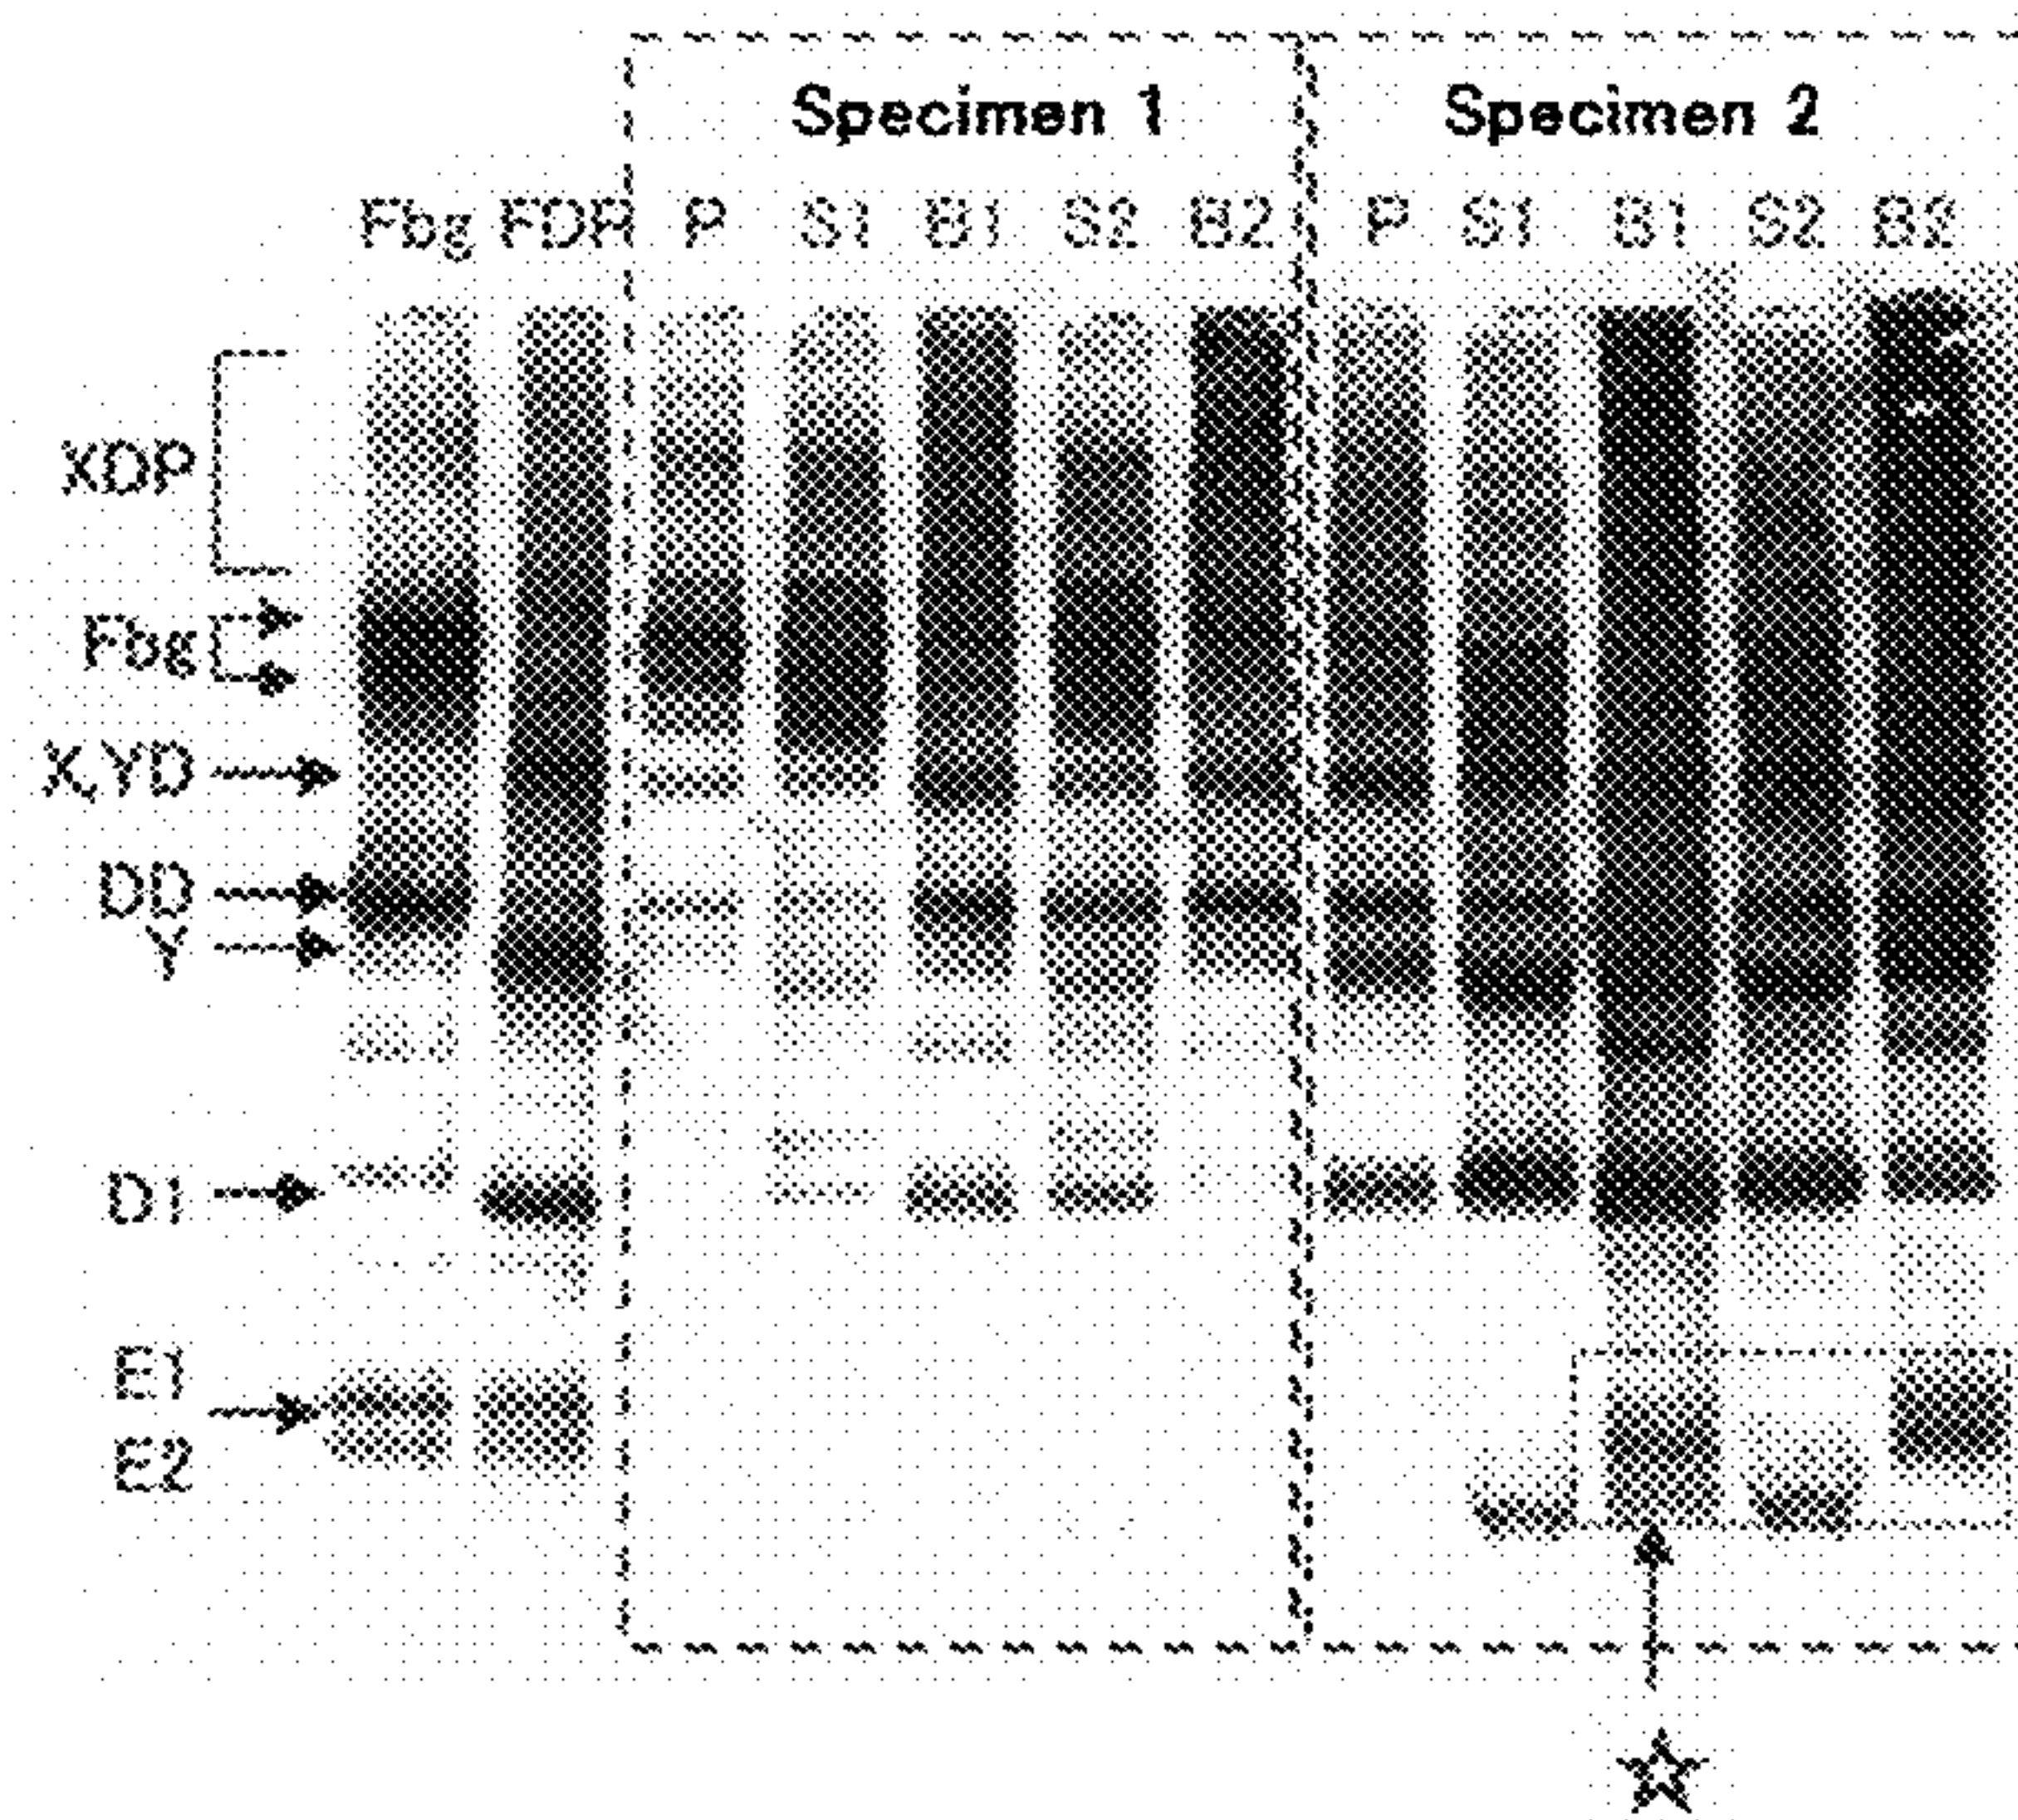 Specimen 1 Specimen 2
Fbg FDP P S1 B1 S2 B2 P S1 B1 S2 B2
XDP
Fbg
X,YD
DD
Y
D1
E1
E2